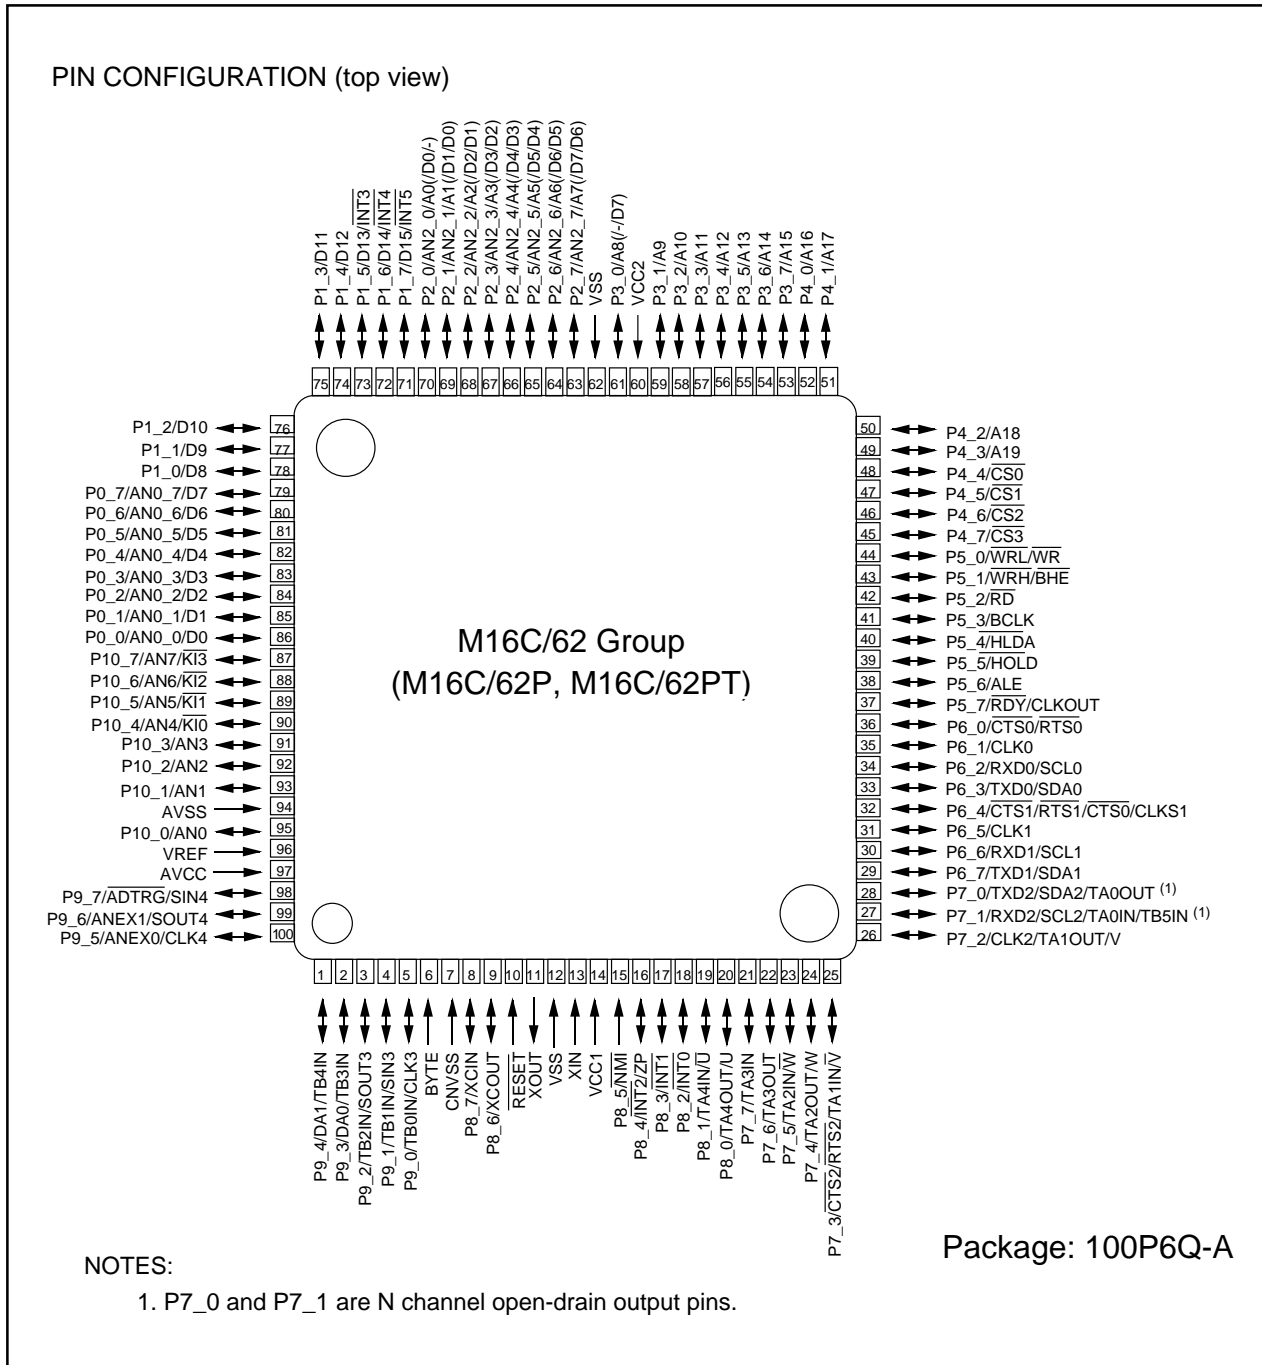 PIN CONFIGURATION (top view)
P1_3/D11
P1_4/D12
P1_5/D13/INT3
P1_6/D14/INT4
P1_7/D15/INT5
P2_0/AN2_0/A0(/D0/-)
P2_1/AN2_1/A1(/D1/D0)
P2_2/AN2_2/A2(/D2/D1)
P2_3/AN2_3/A3(/D3/D2)
P2_4/AN2_4/A4(/D4/D3)
P2_5/AN2_5/A5(/D5/D4)
P2_6/AN2_6/A6(/D6/D5)
P2_7/AN2_7/A7(/D7/D6)
VSS
P3_0/A8(/-/D7)
VCC2
P3_1/A9
P3_2/A10
P3_3/A11
P3_4/A12
P3_5/A13
P3_6/A14
P3_7/A15
P4_0/A16
P4_1/A17
75 74 73 72 71 70 69 68 67 66 65 64 63 62 61 60 59 58 57 56 55 54 53 52 51
P1_2/D10 76
P1_1/D9 77
P1_0/D8 78
P0_7/AN0_7/D7 79
P0_6/AN0_6/D6 80
P0_5/AN0_5/D5 81
P0_4/AN0_4/D4 82
P0_3/AN0_3/D3 83
P0_2/AN0_2/D2 84
P0_1/AN0_1/D1 85
P0_0/AN0_0/D0 86
P10_7/AN7/KI3 87
P10_6/AN6/KI2 88
P10_5/AN5/KI1 89
P10_4/AN4/KI0 90
P10_3/AN3 91
P10_2/AN2 92
P10_1/AN1 93
AVSS 94
P10_0/AN0 95
VREF 96
AVCC 97
P9_7/ADTRG/SIN4 98
P9_6/ANEX1/SOUT4 99
P9_5/ANEX0/CLK4 100
M16C/62 Group
(M16C/62P, M16C/62PT)
50 P4_2/A18
49 P4_3/A19
48 P4_4/CS0
47 P4_5/CS1
46 P4_6/CS2
45 P4_7/CS3
44 P5_0/WRL/WR
43 P5_1/WRH/BHE
42 P5_2/RD
41 P5_3/BCLK
40 P5_4/HLDA
39 P5_5/HOLD
38 P5_6/ALE
37 P5_7/RDY/CLKOUT
36 P6_0/CTS0/RTS0
35 P6_1/CLK0
34 P6_2/RXD0/SCL0
33 P6_3/TXD0/SDA0
32 P6_4/CTS1/RTS1/CTS0/CLKS1
31 P6_5/CLK1
30 P6_6/RXD1/SCL1
29 P6_7/TXD1/SDA1
28 P7_0/TXD2/SDA2/TA0OUT (1)
27 P7_1/RXD2/SCL2/TA0IN/TB5IN (1)
26 P7_2/CLK2/TA1OUT/V
1 2 3 4 5 6 7 8 9 10 11 12 13 14 15 16 17 18 19 20 21 22 23 24 25
P9_4/DA1/TB4IN
P9_3/DA0/TB3IN
P9_2/TB2IN/SOUT3
P9_1/TB1IN/SIN3
P9_0/TB0IN/CLK3
BYTE
CNVSS
P8_7/XCIN
P8_6/XCOUT
RESET
XOUT
VSS
XIN
VCC1
P8_5/NMI
P8_4/INT2/ZP
P8_3/INT1
P8_2/INT0
P8_1/TA4IN/U
P8_0/TA4OUT/U
P7_7/TA3IN
P7_6/TA3OUT
P7_5/TA2IN/W
P7_4/TA2OUT/W
P7_3/CTS2/RTS2/TA1IN/V
Package: 100P6Q-A
NOTES:
1. P7_0 and P7_1 are N channel open-drain output pins.